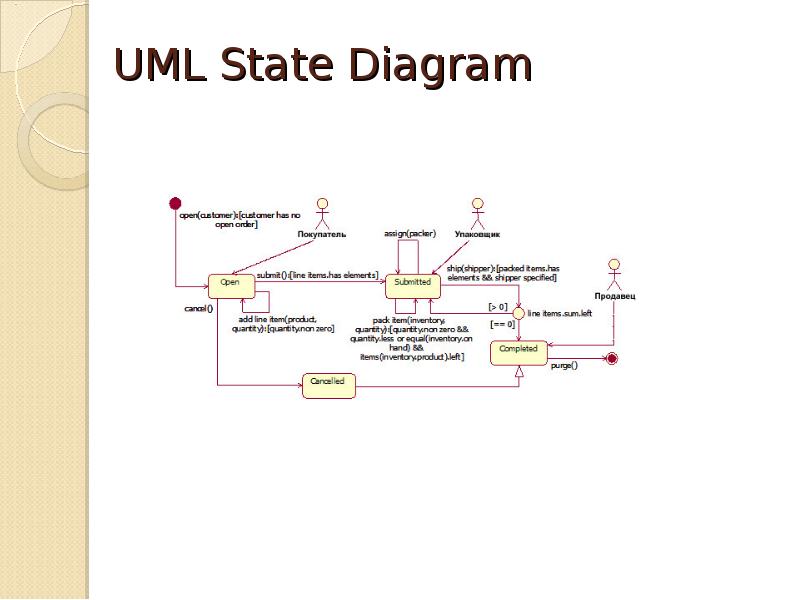 UML State Diagram
open(customer):[customer has no
open order]
Покупатель
assign(packer)
Упаковщик
ship(shipper):[packed items.has
elements && shipper specified]
Продавец
Open
submit():[line items.has elements]
Submitted
cancel()
add line item(product,
quantity):[quantity.non zero]
pack item(inventory,
quantity):[quantity.non zero &&
quantity.less or equal(inventory.on
hand) &&
items(inventory.product).left]
[> 0]
line items.sum.left
[== 0]
Completed
purge()
Cancelled